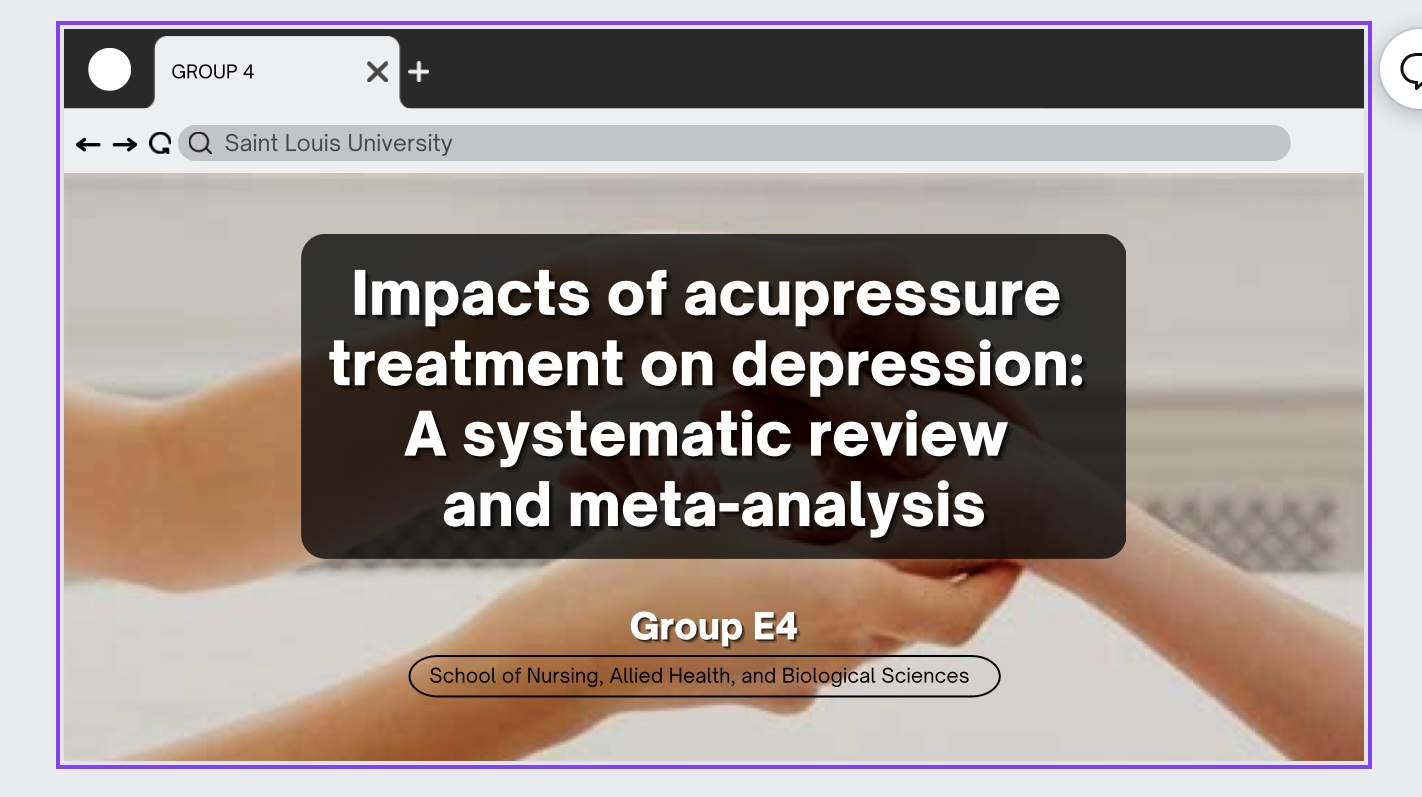 GROUP 4
Saint Louis University
Impacts of acupressure
treatment on depression:
A systematic review
and meta-analysis
Group E4
School of Nursing, Allied Health, and Biological Sciences